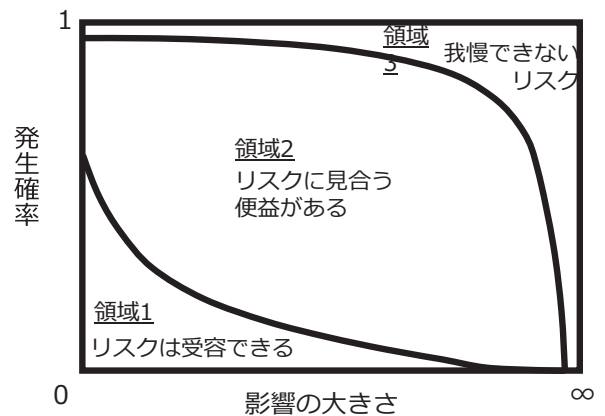 1
領域
3
我慢できない
リスク
発生確率
領域2
リスクに見合う
便益がある
領域1
リスクは受容できる
0
影響の大きさ
∞